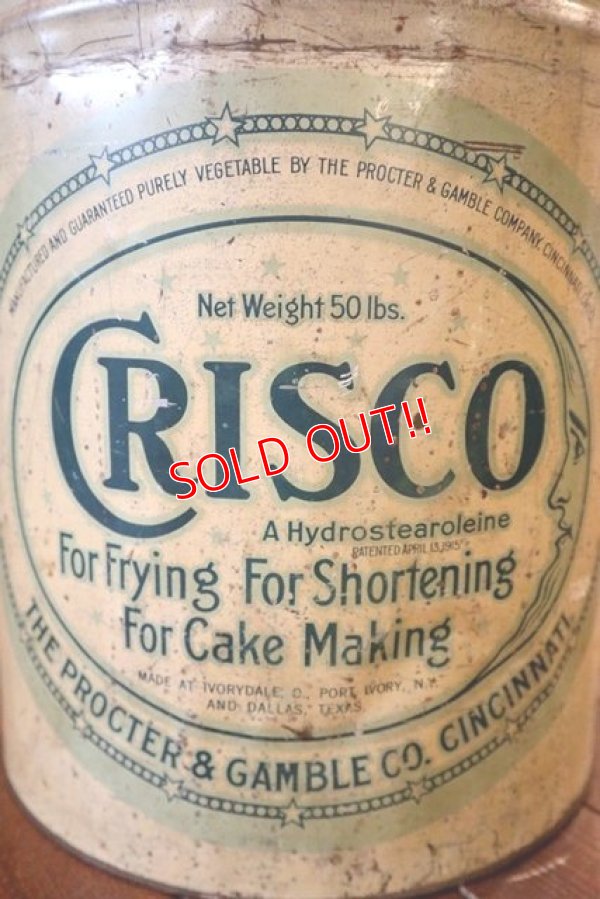 MANUFACTURED AND GUARANTEED PURELY VEGETABLE BY THE PROCTER & GAMBLE COMPANY, CINCINNATI,
Net Weight 50 lbs.
CRISCO
SOLD OUT!!
A Hydrostearoleine
PATENTED APRIL 13, 1915
For Frying For Shortening
For Cake Making
MADE AT IVORYDALE, O., PORT IVORY, N.Y.
AND DALLAS, TEXAS.
THE PROCTER & GAMBLE CO. CINCINNATI